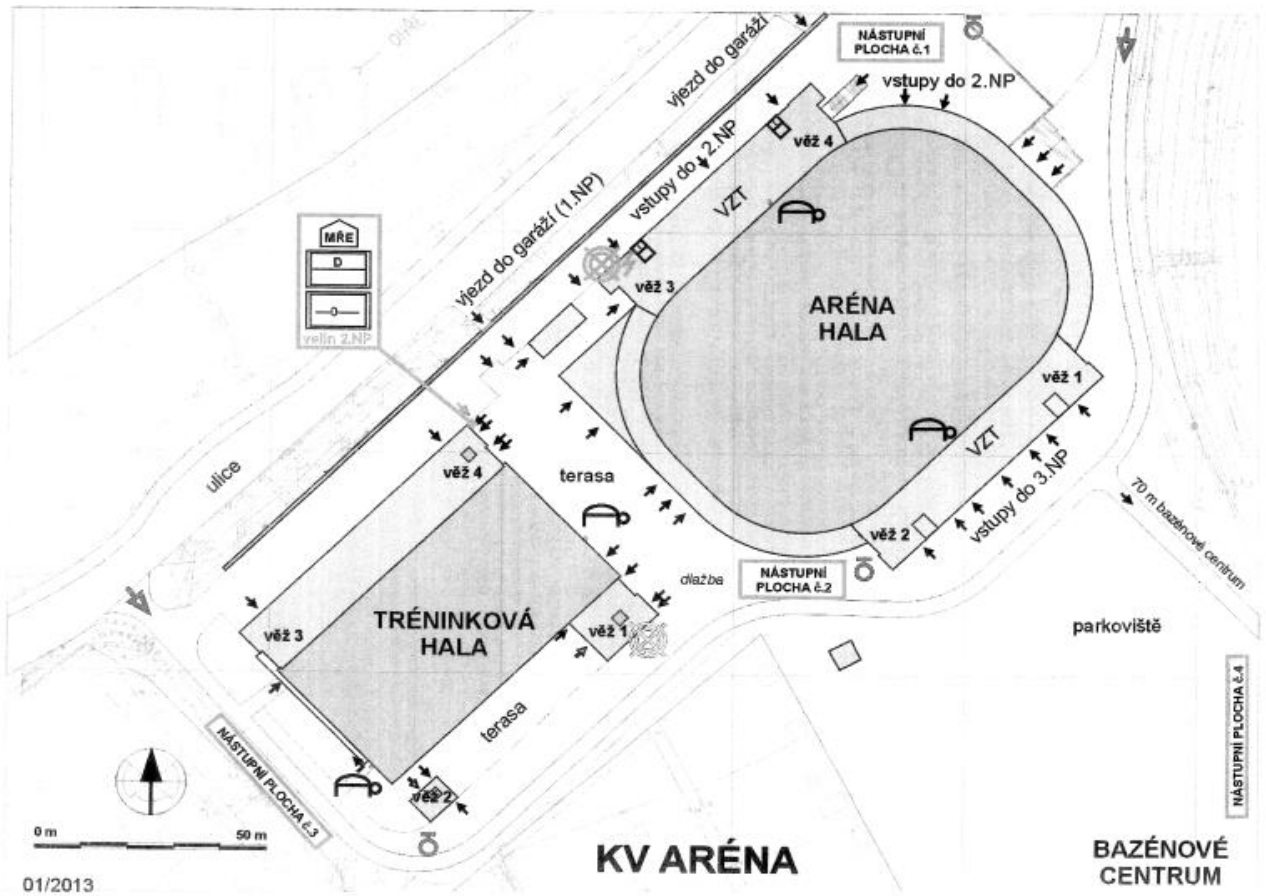 NÁSTUPNÍ
PLOCHA č.1
vstupy do 2.NP
vjezd do garáží
věž 4
vstupy do 2.NP
VZT
vjezd do garáží (1.NP)
MŘE
D
O
velín 2.NP
věž 3
ARÉNA
HALA
věž 1
VZT
vstupy do 3.NP
věž 2
70 m bazénové centrum
ulice
věž 4
terasa
NÁSTUPNÍ
PLOCHA č.2
dlažba
TRÉNINKOVÁ
HALA
věž 3
věž 1
parkoviště
terasa
NÁSTUPNÍ PLOCHA č.3
věž 2
NÁSTUPNÍ PLOCHA č.4
0 m
50 m
KV ARÉNA
BAZÉNOVÉ
CENTRUM
01/2013